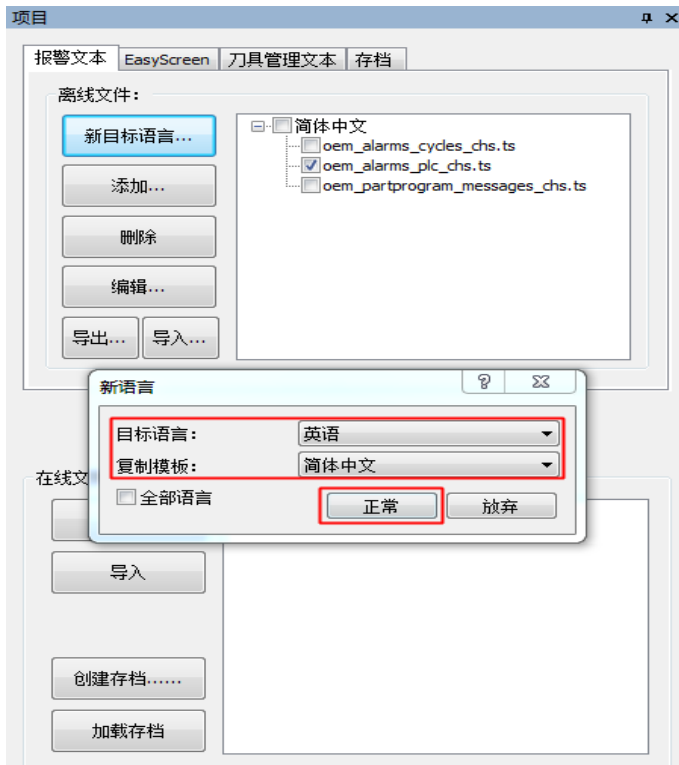 项目
报警文本 EasyScreen 刀具管理文本 存档
离线文件:
新目标语言...
添加...
删除
编辑...
导出... 导入...
简体中文
oem_alarms_cycles_chs.ts
oem_alarms_plc_chs.ts
oem_partprogram_messages_chs.ts
新语言
目标语言: 英语
复制模板: 简体中文
全部语言
正常 放弃
在线文
导入
创建存档......
加载存档